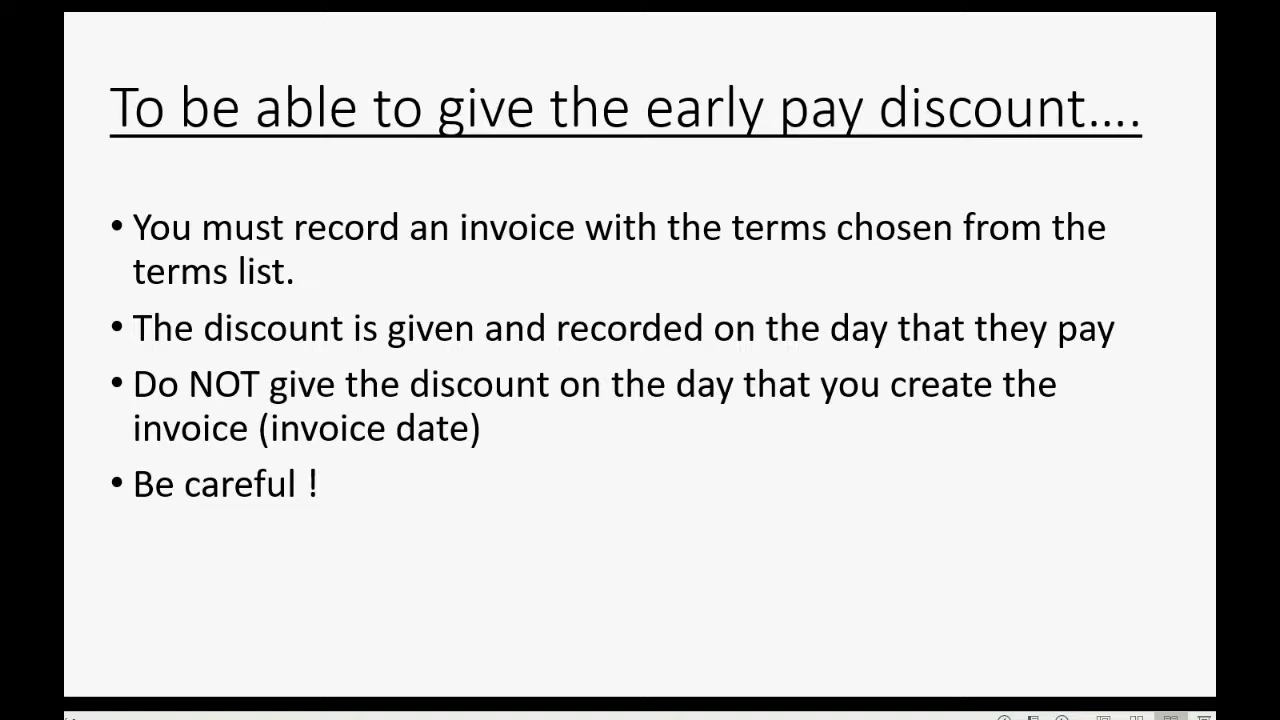 To be able to give the early pay discount....
• You must record an invoice with the terms chosen from the
terms list.
• The discount is given and recorded on the day that they pay
• Do NOT give the discount on the day that you create the
invoice (invoice date)
• Be careful !